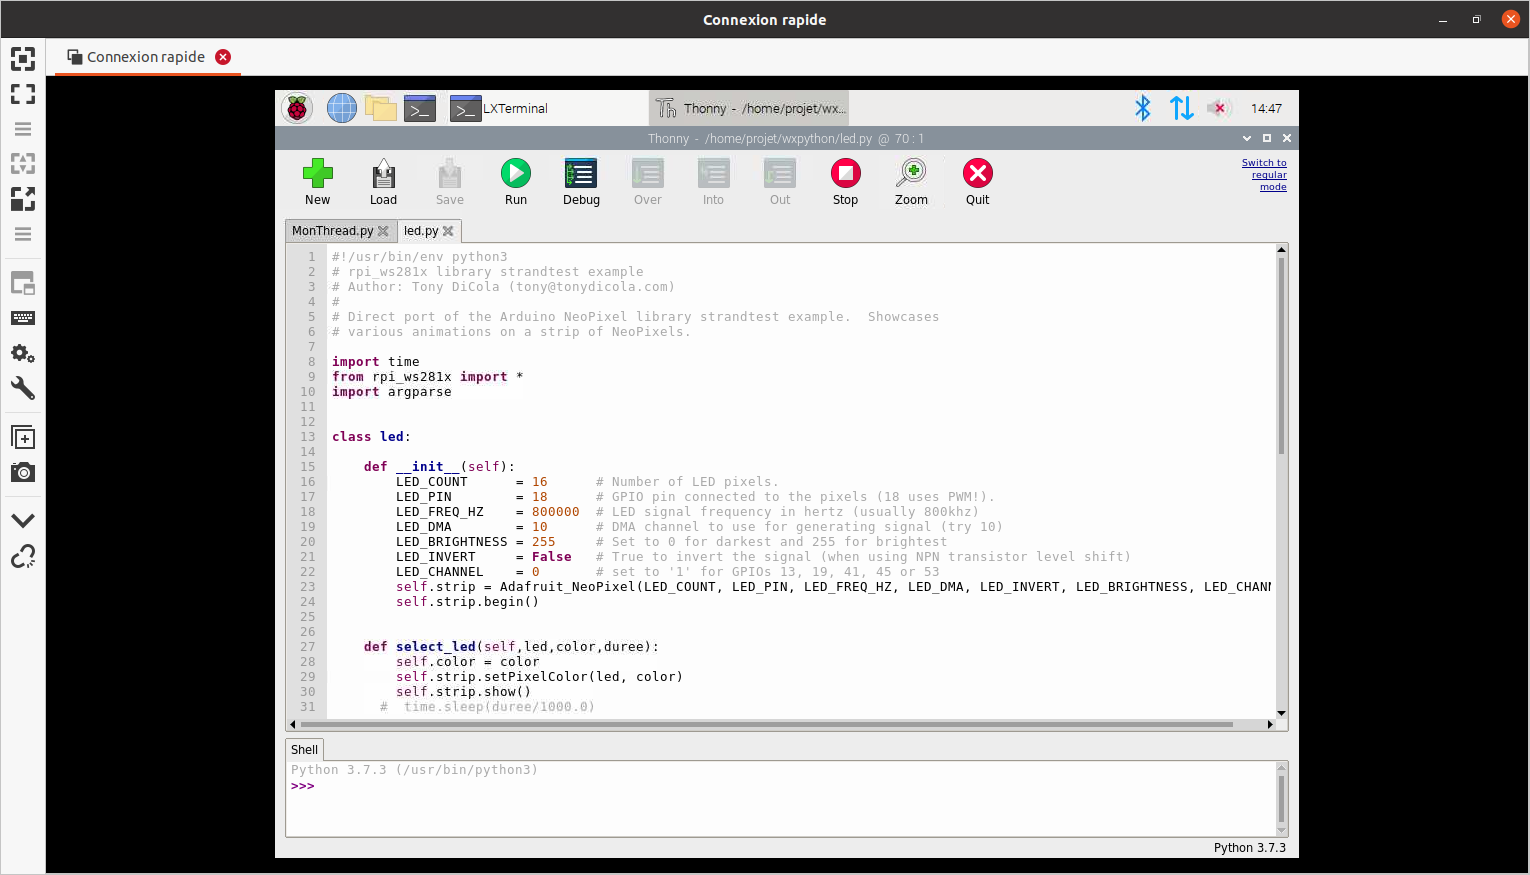 Connexion rapide
Connexion rapide
LXTerminal
Thonny - /home/projet/wx...
14:47
Thonny - /home/projet/wxpython/led.py @ 70 : 1
New
Load
Save
Run
Debug
Over
Into
Out
Stop
Zoom
Quit
Switch to
regular
mode
MonThread.py
led.py
1 #!/usr/bin/env python3
2 # rpi_ws281x library strandtest example
3 # Author: Tony DiCola (tony@tonydicola.com)
4 #
5 # Direct port of the Arduino NeoPixel library strandtest example.  Showcases
6 # various animations on a strip of NeoPixels.
7
8 import time
9 from rpi_ws281x import *
10 import argparse
11
12
13 class led:
14
15     def __init__(self):
16         LED_COUNT      = 16      # Number of LED pixels.
17         LED_PIN        = 18      # GPIO pin connected to the pixels (18 uses PWM!).
18         LED_FREQ_HZ    = 800000  # LED signal frequency in hertz (usually 800khz)
19         LED_DMA        = 10      # DMA channel to use for generating signal (try 10)
20         LED_BRIGHTNESS = 255     # Set to 0 for darkest and 255 for brightest
21         LED_INVERT     = False   # True to invert the signal (when using NPN transistor level shift)
22         LED_CHANNEL    = 0       # set to '1' for GPIOs 13, 19, 41, 45 or 53
23         self.strip = Adafruit_NeoPixel(LED_COUNT, LED_PIN, LED_FREQ_HZ, LED_DMA, LED_INVERT, LED_BRIGHTNESS, LED_CHANN
24         self.strip.begin()
25
26
27     def select_led(self,led,color,duree):
28         self.color = color
29         self.strip.setPixelColor(led, color)
30         self.strip.show()
31       #  time.sleep(duree/1000.0)
Shell
Python 3.7.3 (/usr/bin/python3)
>>>
Python 3.7.3